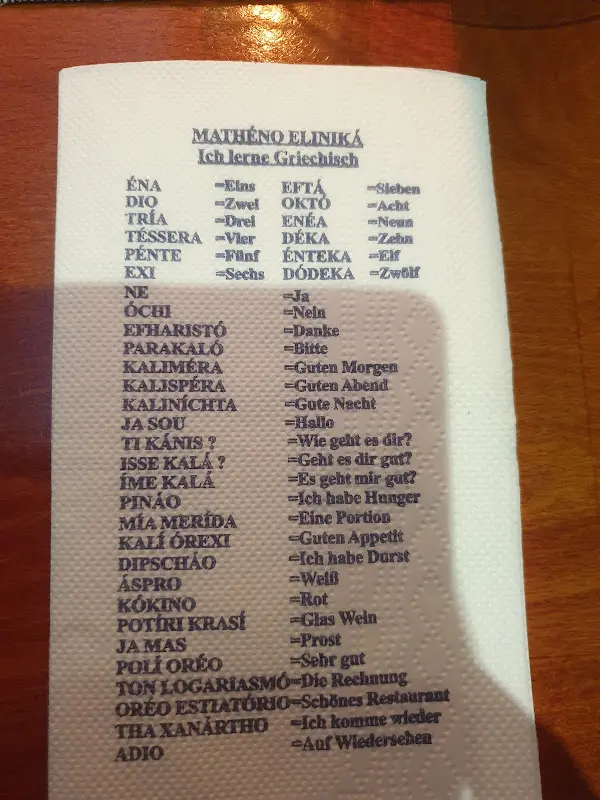 MATHÉNO ELINIKÁ
Ich lerne Griechisch
ÉNA =Eins EFTÁ =Sieben
DIO =Zwei OKTÓ =Acht
TRÍA =Drei ENÉA =Neun
TÉSSERA =Vier DÉKA =Zehn
PÉNTE =Fünf ÉNTEKA =Elf
EXI =Sechs DÓDEKA =Zwölf
NE =Ja
ÓCHI =Nein
EFHARISTÓ =Danke
PARAKALÓ =Bitte
KALIMÉRA =Guten Morgen
KALISPÉRA =Guten Abend
KALINÍCHTA =Gute Nacht
JA SOU =Hallo
TI KÁNIS ? =Wie geht es dir?
ISSE KALÁ ? =Geht es dir gut?
ÍME KALÁ =Es geht mir gut?
PINÁO =Ich habe Hunger
MÍA MERÍDA =Eine Portion
KALÍ ÓREXI =Guten Appetit
DIPSCHÁO =Ich habe Durst
ÁSPRO =Weiß
KÓKINO =Rot
POTÍRI KRASÍ =Glas Wein
JA MAS =Prost
POLÍ ORÉO =Sehr gut
TON LOGARIASMÓ=Die Rechnung
ORÉO ESTIATÓRIO=Schönes Restaurant
THA XANÁRTHO =Ich komme wieder
ADIO =Auf Wiedersehen